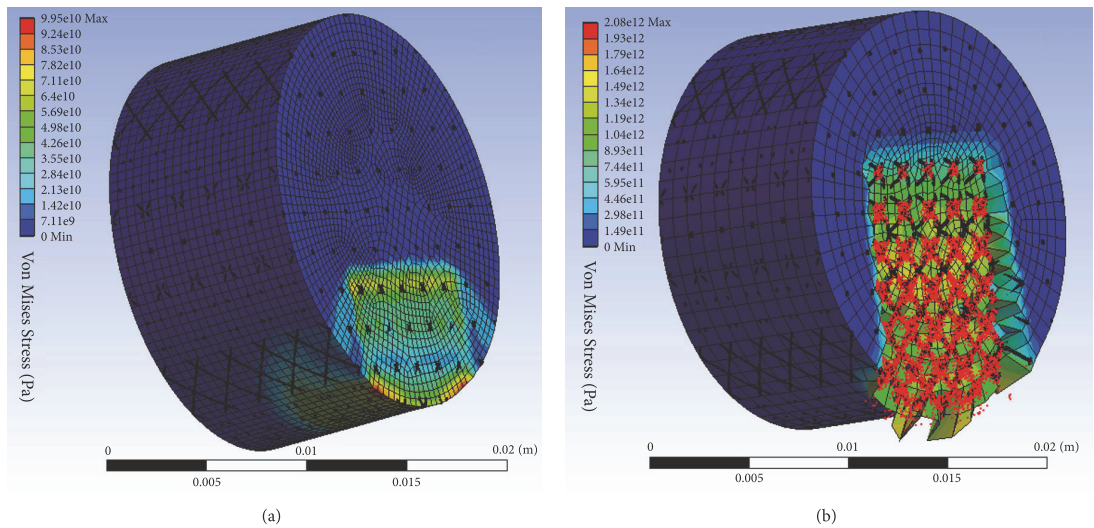 9.95e10 Max
9.24e10
8.53e10
7.82e10
7.11e10
6.4e10
5.69e10
4.98e10
4.26e10
3.55e10
2.84e10
2.13e10
1.42e10
7.11e9
0 Min
Von Mises Stress (Pa)
0
0.01
0.02 (m)
0.005
0.015
(a)
2.08e12 Max
1.93e12
1.79e12
1.64e12
1.49e12
1.34e12
1.19e12
1.04e12
8.93e11
7.44e11
5.95e11
4.46e11
2.98e11
1.49e11
0 Min
Von Mises Stress (Pa)
0
0.01
0.02 (m)
0.005
0.015
(b)